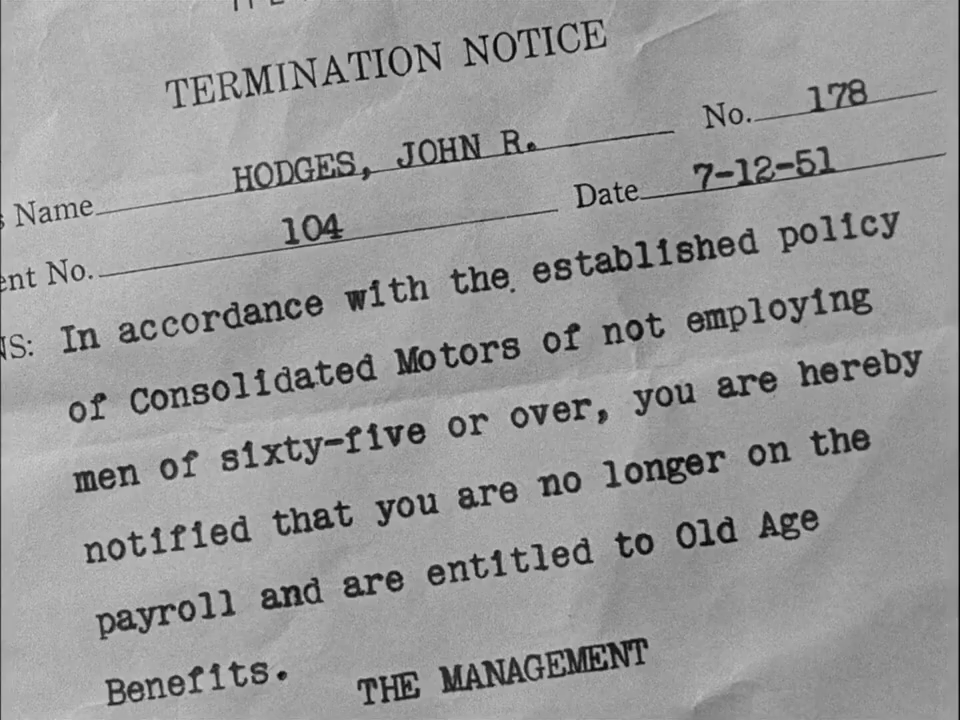 TERMINATION NOTICE
Name HODGES, JOHN R. No. 178
No. 104 Date 7-12-51
In accordance with the established policy
of Consolidated Motors of not employing
men of sixty-five or over, you are hereby
notified that you are no longer on the
payroll and are entitled to Old Age
Benefits.
THE MANAGEMENT